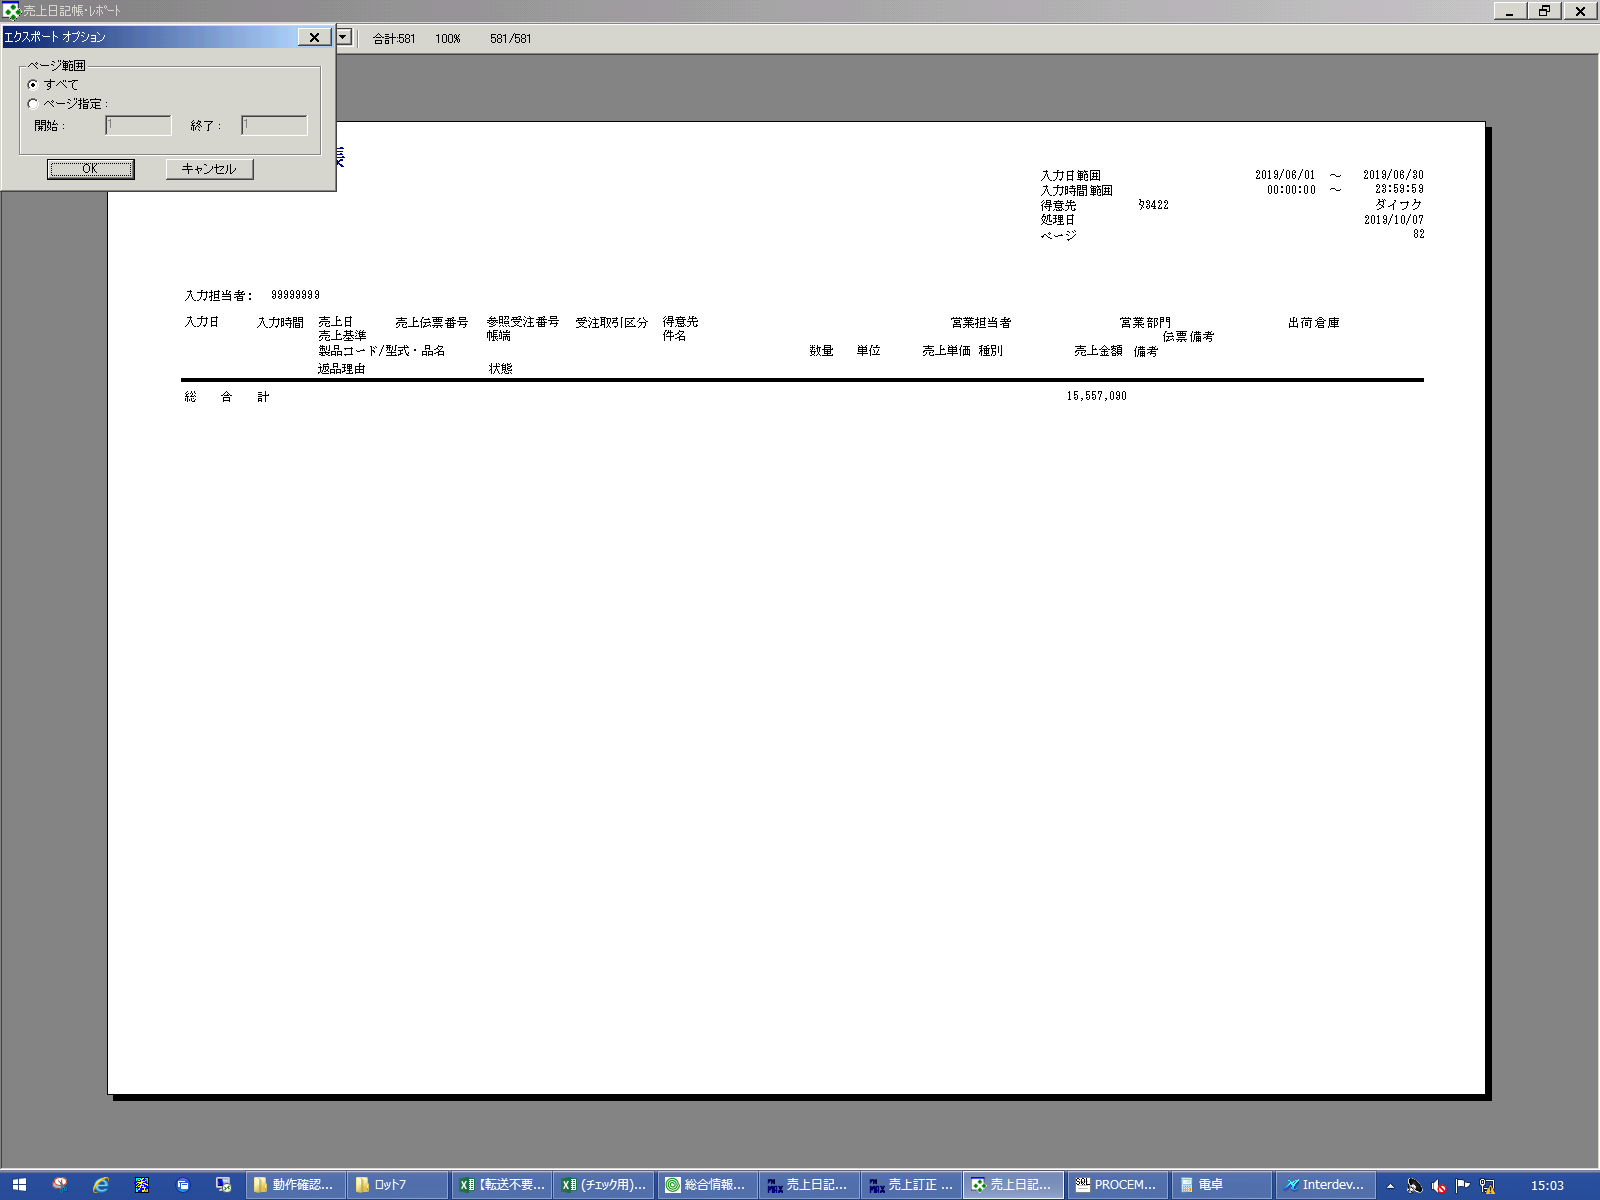 売上日記帳-レポート
エクスポート オプション
合計:581 100% 581/581
ページ範囲
すべて
ページ指定:
開始: 1 終了: 1
OK キャンセル
帳
入力日範囲 2019/06/01 ～ 2019/06/30
入力時間範囲 00:00:00 ～ 23:59:59
得意先 ﾀ3422 ダイフク
処理日 2019/10/07
ページ 82
入力担当者: 99999999
入力日 入力時間 売上日 売上伝票番号 参照受注番号 受注取引区分 得意先 営業担当者 営業部門 出荷倉庫
売上基準 帳端 件名 伝票備考
製品コード/型式・品名 数量 単位 売上単価 種別 売上金額 備考
返品理由 状態
総 合 計 15,557,090
動作確認... ロット7 【転送不要... (チェック用)... 総合情報... 売上日記... 売上訂正 ... 売上日記... PROCEM... 電卓 Interdev... 15:03